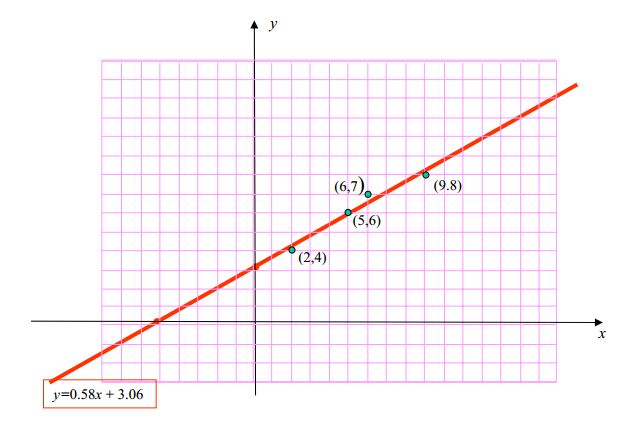 y
(6,7)
(9.8)
(5,6)
(2,4)
x
y=0.58x + 3.06